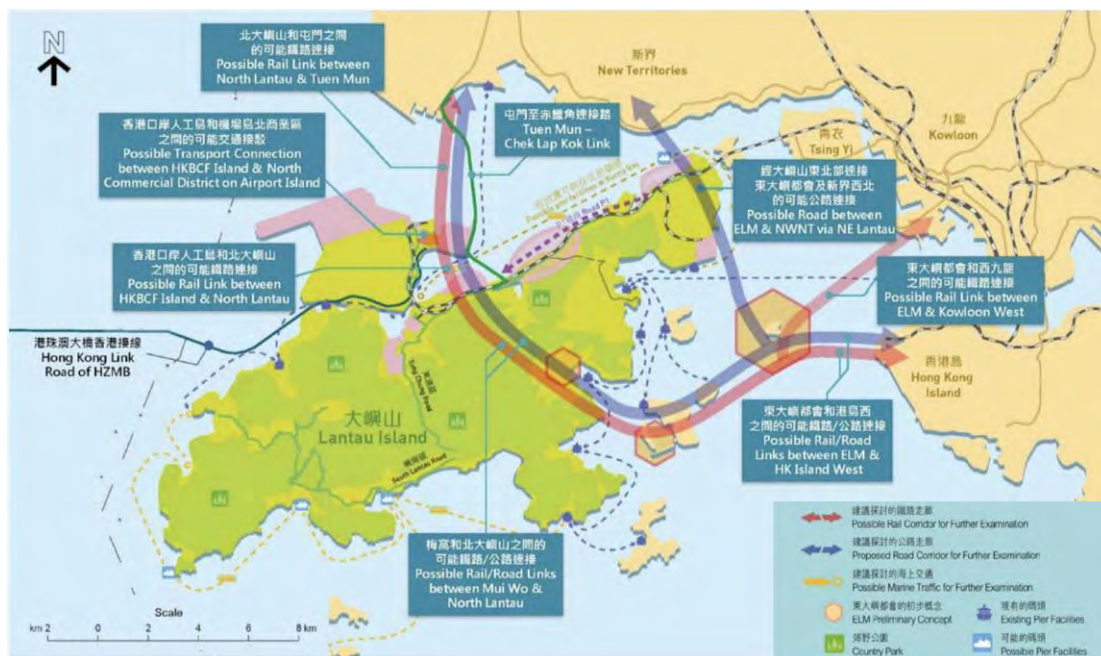 N
北大嶼山和屯門之間
的可能鐵路連接
Possible Rail Link between
North Lantau & Tuen Mun
新界
New Territories
香港口岸人工島和機場島北商業區
之間的可能交通接駁
Possible Transport Connection
between HKBCF Island & North
Commercial District on Airport Island
屯門至赤鱲角連接路
Tuen Mun –
Chek Lap Kok Link
青衣
Tsing Yi
九龍
Kowloon
經大嶼山東北部連接
東大嶼都會及新界西北
的可能公路連接
Possible Road between
ELM & NWNT via NE Lantau
Road P1
香港口岸人工島和北大嶼山
之間的可能鐵路連接
Possible Rail Link between
HKBCF Island & North Lantau
東大嶼都會和西九龍
之間的可能鐵路連接
Possible Rail Link between
ELM & Kowloon West
港珠澳大橋香港接線
Hong Kong Link
Road of HZMB
東涌道
Tung Chung Road
大嶼山
Lantau Island
South Lantau Road
香港島
Hong Kong
Island
東大嶼都會和港島西
之間的可能鐵路/公路連接
Possible Rail/Road
Links between ELM &
HK Island West
梅窩和北大嶼山之間的
可能鐵路/公路連接
Possible Rail/Road Links
between Mui Wo &
North Lantau
Scale
km 2 0 2 4 6 8 km
建議探討的鐵路走廊
Possible Rail Corridor for Further Examination
建議探討的公路走廊
Proposed Road Corridor for Further Examination
建議探討的海上交通
Possible Marine Traffic for Further Examination
東大嶼都會的初步概念
ELM Preliminary Concept
現有的碼頭
Existing Pier Facilities
郊野公園
Country Park
可能的碼頭
Possible Pier Facilities